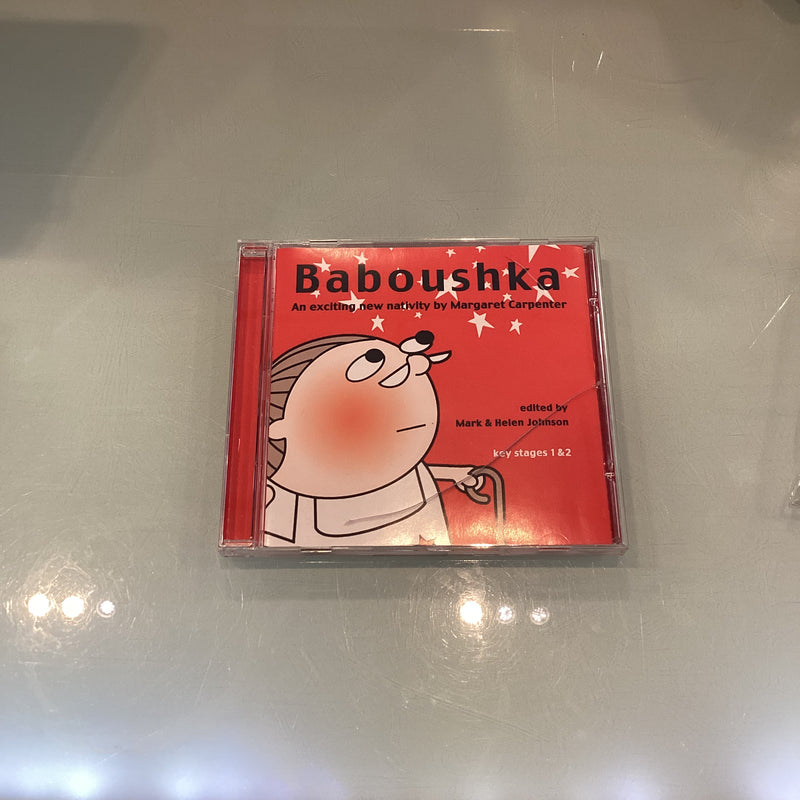 Baboushka
An exciting new nativity by Margaret Carpenter
edited by
Mark & Helen Johnson
key stages 1 & 2